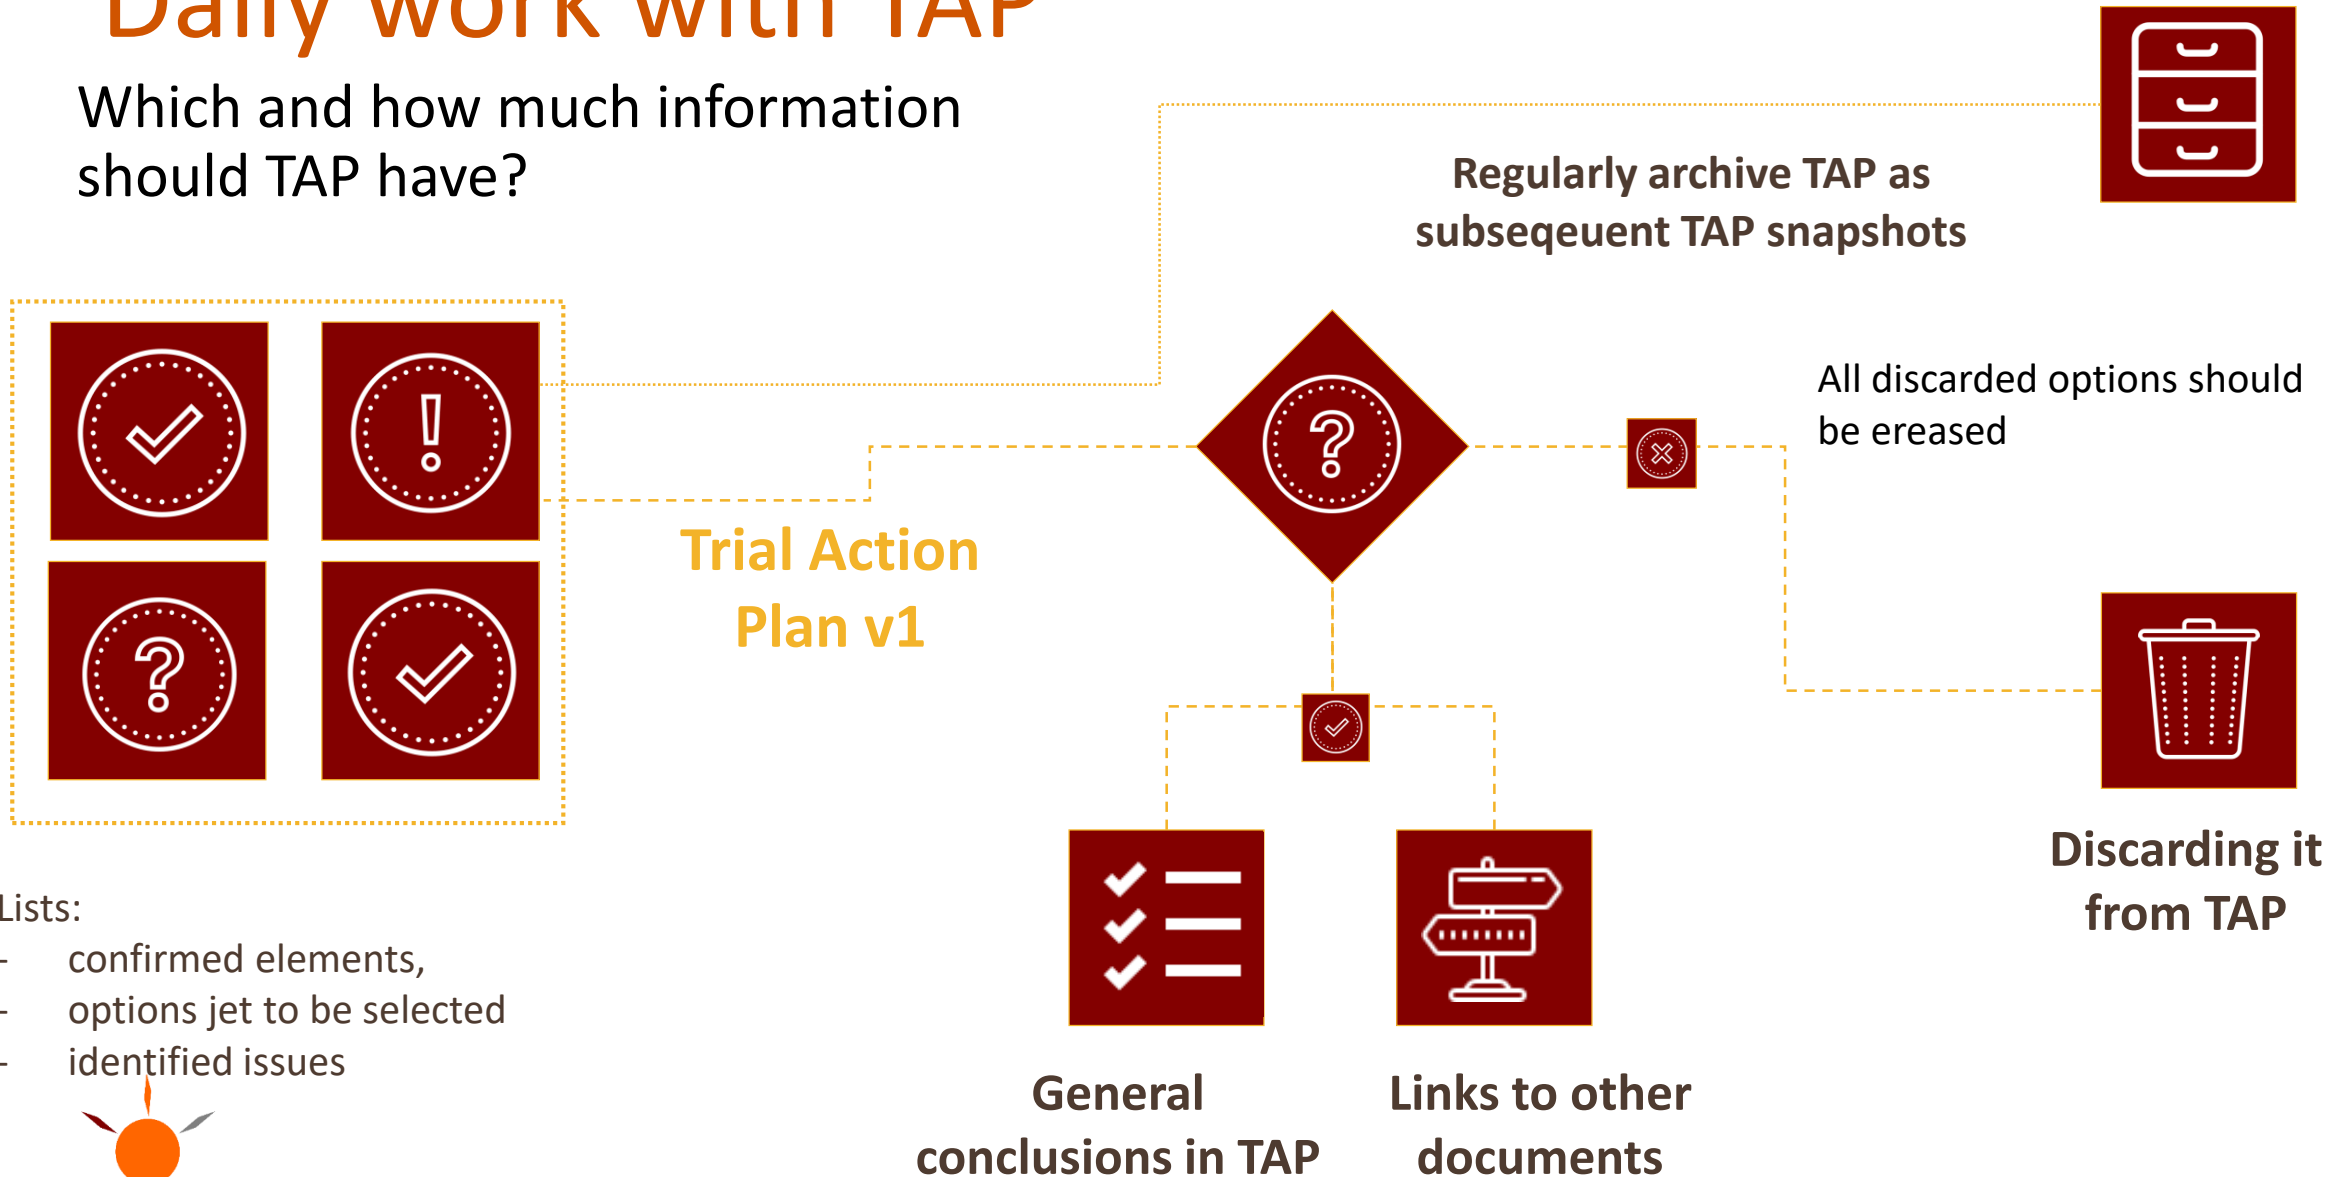 Daily work with TAP
Which and how much information
should TAP have?
Regularly archive TAP as
subseqeuent TAP snapshots
All discarded options should
be ereased
Trial Action
Plan v1
Discarding it
from TAP
Lists:
- confirmed elements,
- options jet to be selected
- identified issues
General
conclusions in TAP
Links to other
documents